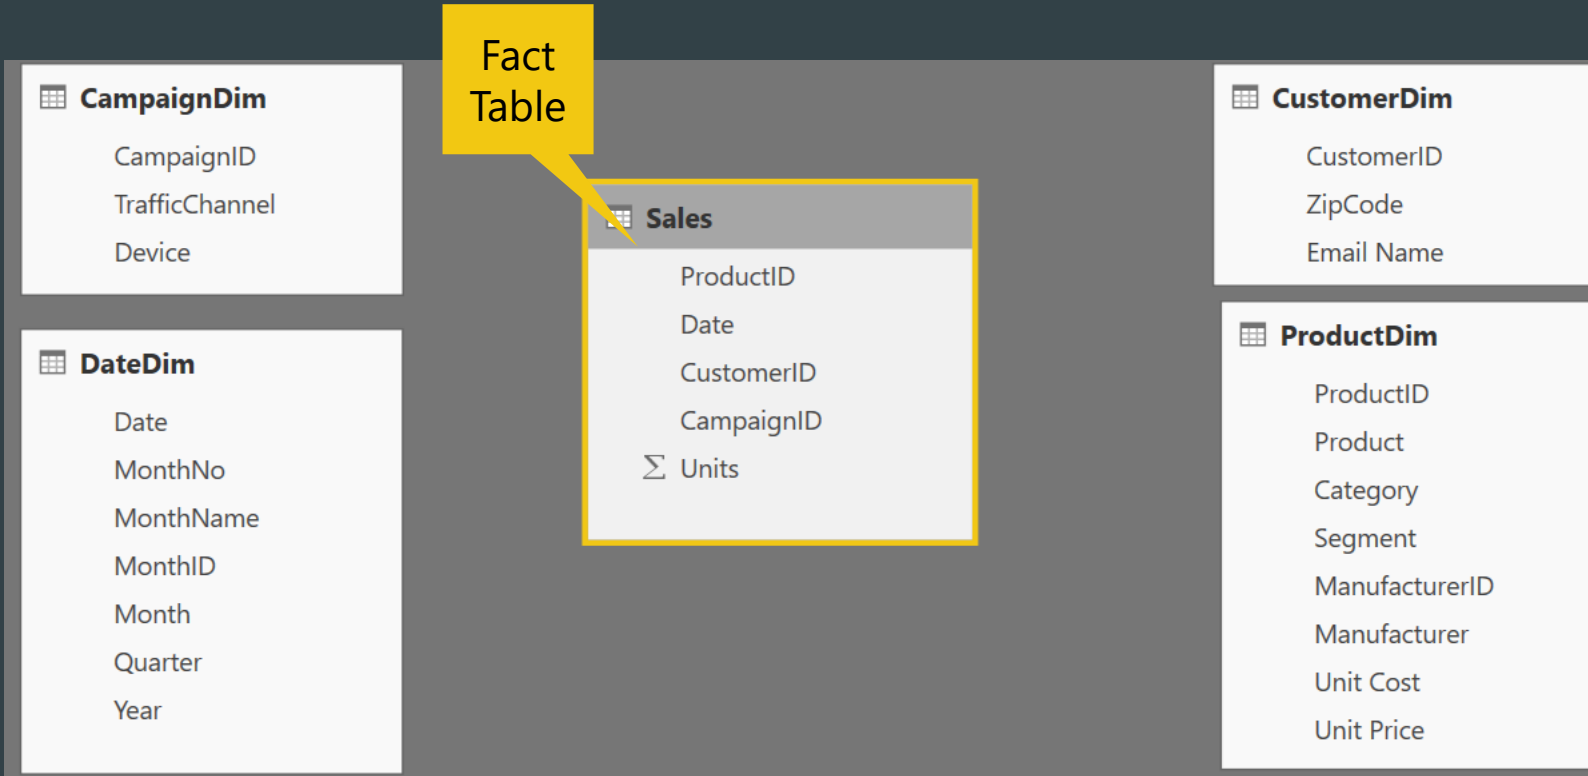 Fact
Table
CampaignDim
CampaignID
TrafficChannel
Device
DateDim
Date
MonthNo
MonthName
MonthID
Month
Quarter
Year
Sales
ProductID
Date
CustomerID
CampaignID
Σ Units
CustomerDim
CustomerID
ZipCode
Email Name
ProductDim
ProductID
Product
Category
Segment
ManufacturerID
Manufacturer
Unit Cost
Unit Price